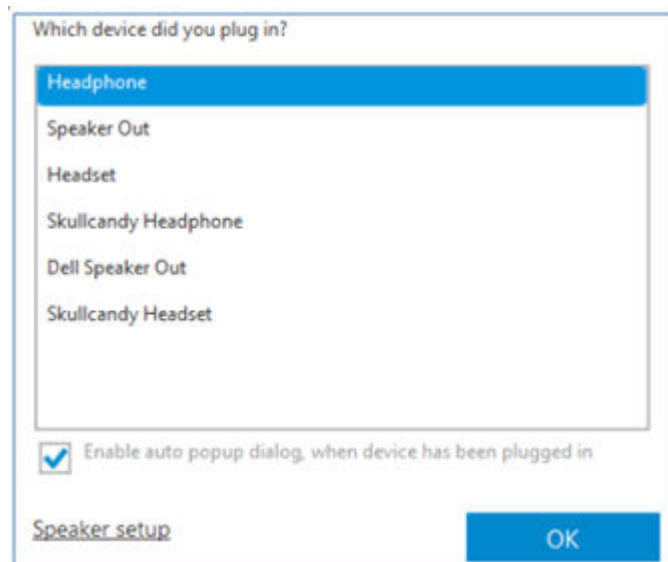 Which device did you plug in?
Headphone
Speaker Out
Headset
Skullcandy Headphone
Dell Speaker Out
Skullcandy Headset
Enable auto popup dialog, when device has been plugged in
Speaker setup
OK